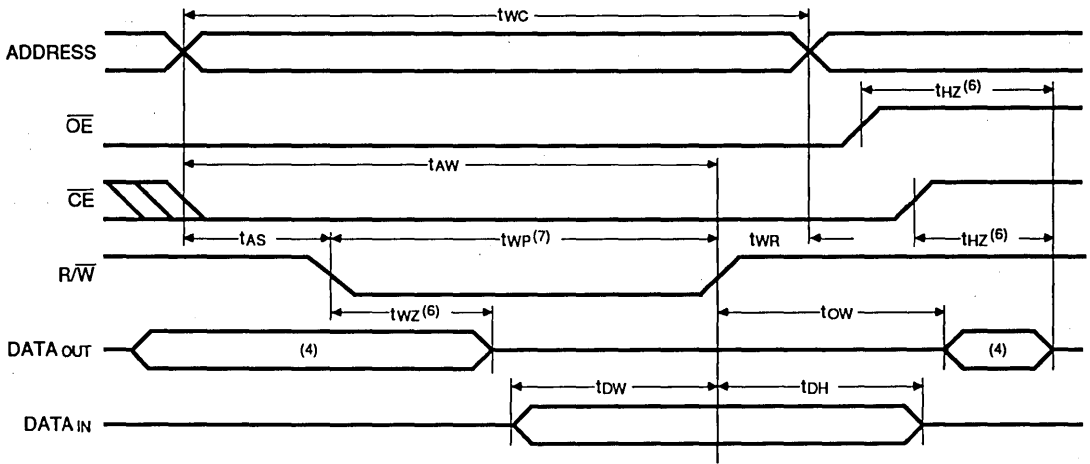 tWC
ADDRESS
tHZ (6)
OE
tAW
CE
tAS
tWP (7)
tWR
tHZ (6)
R/W
tWZ (6)
tOW
DATA OUT
(4)
(4)
tDW
tDH
DATA IN